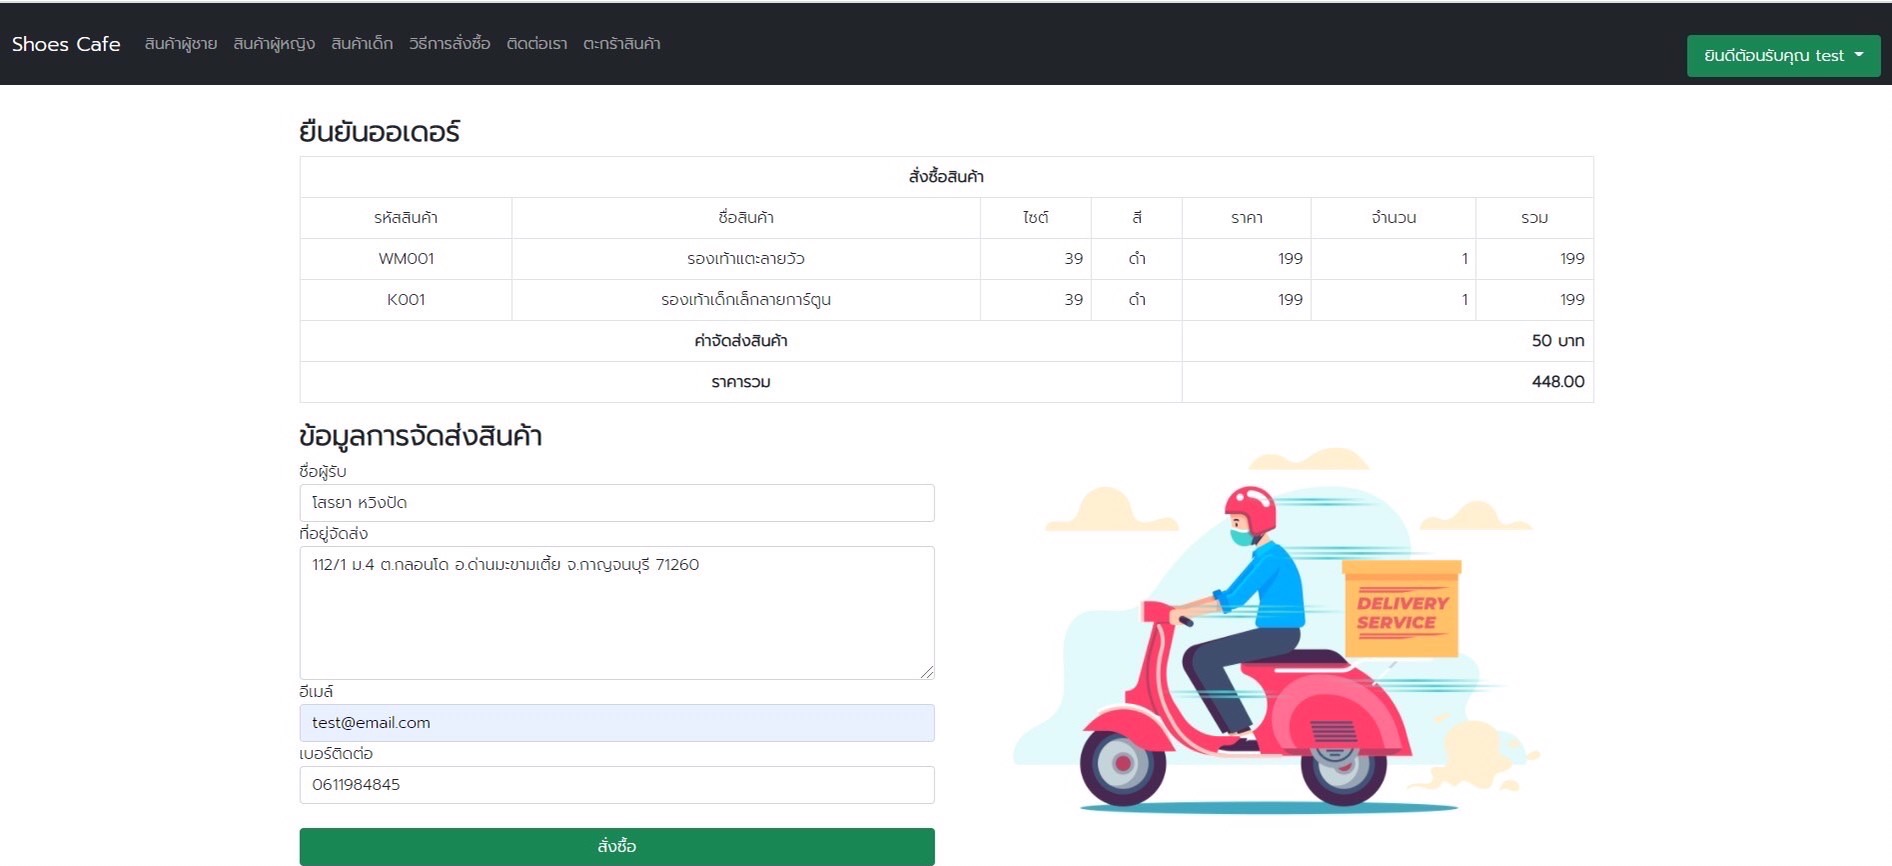 Shoes Cafe สินค้าผู้ชาย สินค้าผู้หญิง สินค้าเด็ก วิธีการสั่งซื้อ ติดต่อเรา ตะกร้าสินค้า
ยินดีต้อนรับคุณ test
ยืนยันออเดอร์
สั่งซื้อสินค้า
รหัสสินค้า ชื่อสินค้า ไซต์ สี ราคา จำนวน รวม
WM001 รองเท้าแตะลายวัว 39 ดำ 199 1 199
K001 รองเท้าเด็กเล็กลายการ์ตูน 39 ดำ 199 1 199
ค่าจัดส่งสินค้า 50 บาท
ราคารวม 448.00
ข้อมูลการจัดส่งสินค้า
ชื่อผู้รับ
โสรยา หวิงปัด
ที่อยู่จัดส่ง
112/1 ม.4 ต.กลอนโด อ.ด่านมะขามเตี้ย จ.กาญจนบุรี 71260
อีเมล์
test@email.com
เบอร์ติดต่อ
0611984845
สั่งซื้อ
DELIVERY
SERVICE